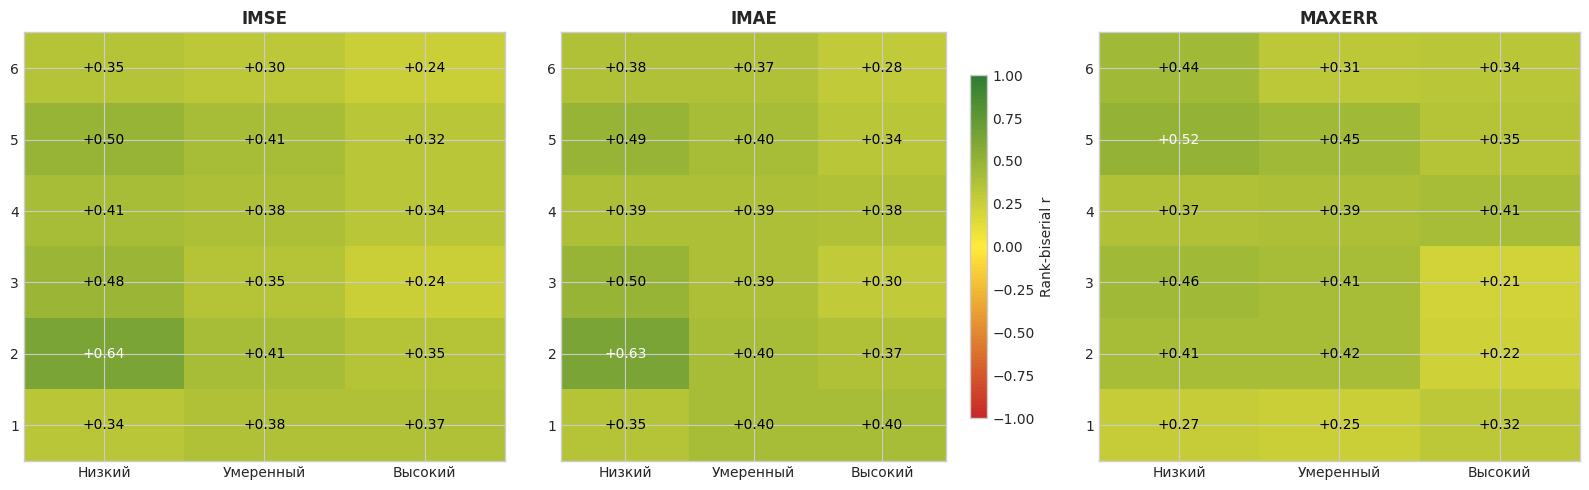 IMSE
6 +0.35 +0.30 +0.24
5 +0.50 +0.41 +0.32
4 +0.41 +0.38 +0.34
3 +0.48 +0.35 +0.24
2 +0.64 +0.41 +0.35
1 +0.34 +0.38 +0.37
Низкий Умеренный Высокий
IMAE
6 +0.38 +0.37 +0.28
5 +0.49 +0.40 +0.34
4 +0.39 +0.39 +0.38
3 +0.50 +0.39 +0.30
2 +0.63 +0.40 +0.37
1 +0.35 +0.40 +0.40
Низкий Умеренный Высокий
1.00
0.75
0.50
0.25
0.00
−0.25
−0.50
−0.75
−1.00
Rank-biserial r
MAXERR
6 +0.44 +0.31 +0.34
5 +0.52 +0.45 +0.35
4 +0.37 +0.39 +0.41
3 +0.46 +0.41 +0.21
2 +0.41 +0.42 +0.22
1 +0.27 +0.25 +0.32
Низкий Умеренный Высокий